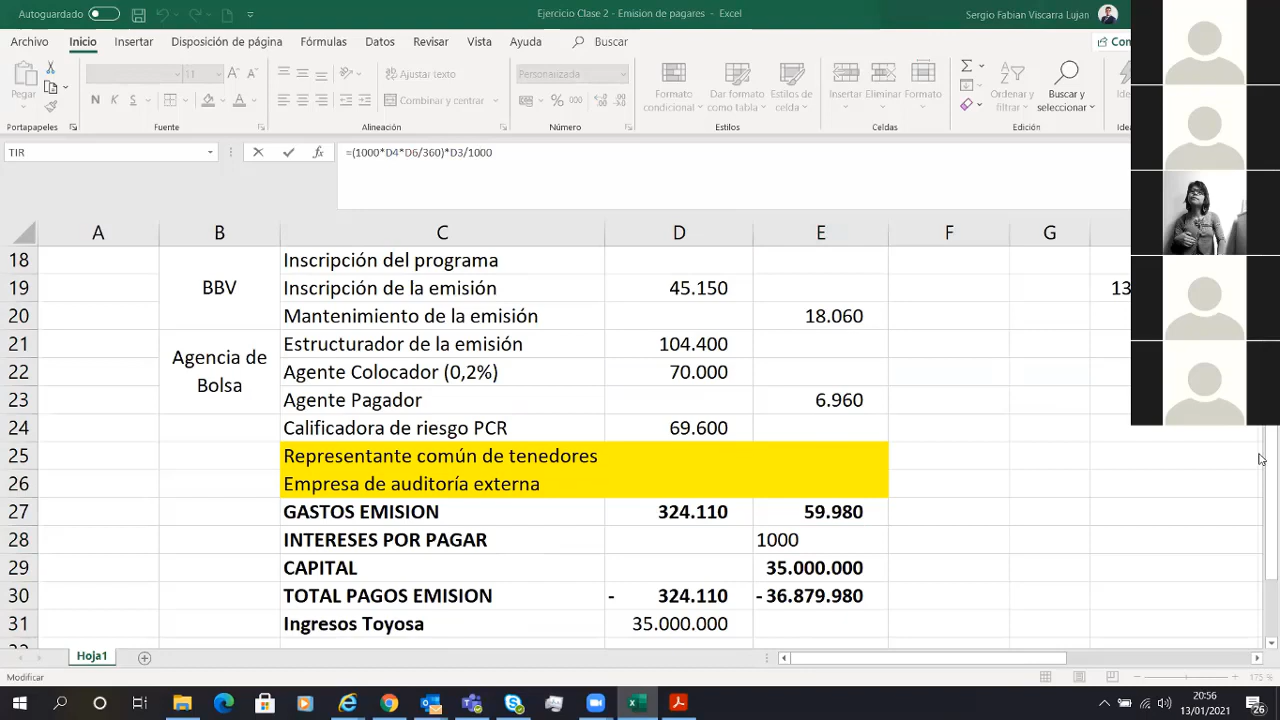 Autoguardado
Ejercicio Clase 2 - Emision de pagares - Excel
Sergio Fabian Viscarra Lujan
Archivo Inicio Insertar Disposición de página Fórmulas Datos Revisar Vista Ayuda Buscar
Pegar
11
N K S
Ajustar texto
Combinar y centrar
Personalizada
% 000
Formato condicional
Dar formato como tabla
Estilos de celda
Insertar Eliminar Formato
Ordenar y filtrar
Buscar y seleccionar
Portapapeles Fuente Alineación Número Estilos Celdas Edición
TIR
fx
=(1000*D4*D6/360)*D3/1000
A B C D E F G
18 Inscripción del programa
19 BBV Inscripción de la emisión 45.150 13
20 Mantenimiento de la emisión 18.060
21 Agencia de Bolsa Estructurador de la emisión 104.400
22 Agente Colocador (0,2%) 70.000
23 Agente Pagador 6.960
24 Calificadora de riesgo PCR 69.600
25 Representante común de tenedores
26 Empresa de auditoría externa
27 GASTOS EMISION 324.110 59.980
28 INTERESES POR PAGAR 1000
29 CAPITAL 35.000.000
30 TOTAL PAGOS EMISION - 324.110 - 36.879.980
31 Ingresos Toyosa 35.000.000
Hoja1
Modificar
175 %
20:56
13/01/2021
26